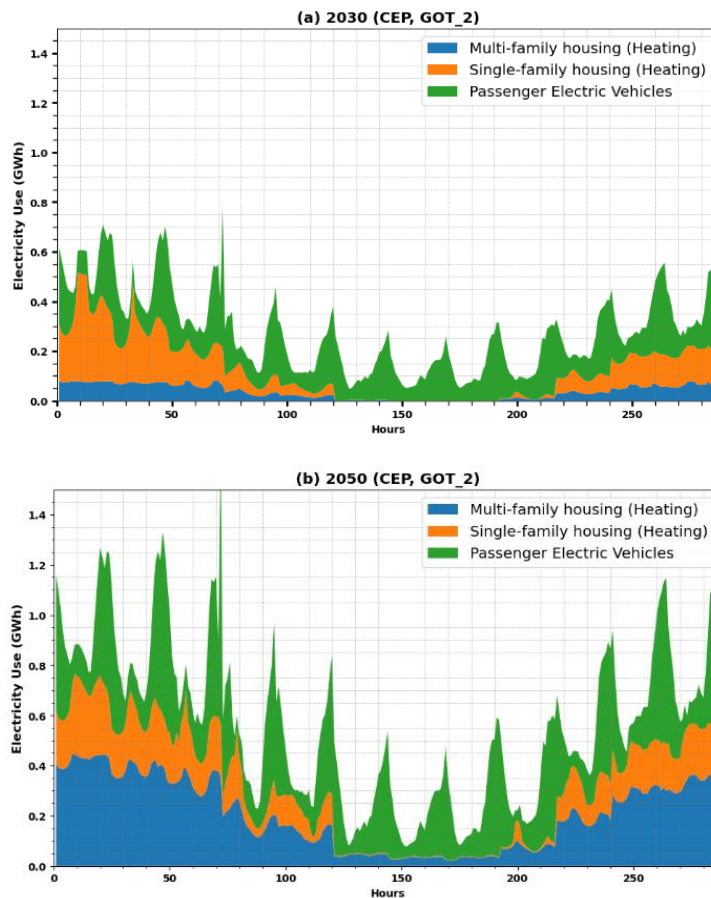 (a) 2030 (CEP, GOT_2)
1.4
1.2
1.0
0.8
0.6
0.4
0.2
0.0
Electricity Use (GWh)
Multi-family housing (Heating)
Single-family housing (Heating)
Passenger Electric Vehicles
0 50 100 150 200 250
Hours
(b) 2050 (CEP, GOT_2)
1.4
1.2
1.0
0.8
0.6
0.4
0.2
0.0
Electricity Use (GWh)
Multi-family housing (Heating)
Single-family housing (Heating)
Passenger Electric Vehicles
0 50 100 150 200 250
Hours